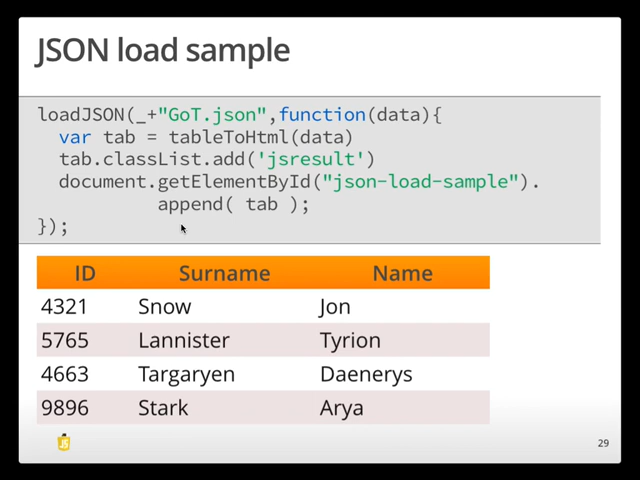 JSON load sample
loadJSON(_+"GoT.json",function(data){
var tab = tableToHtml(data)
tab.classList.add('jsresult')
document.getElementById("json-load-sample").
append( tab );
});
ID Surname Name
4321 Snow Jon
5765 Lannister Tyrion
4663 Targaryen Daenerys
9896 Stark Arya
JS 29